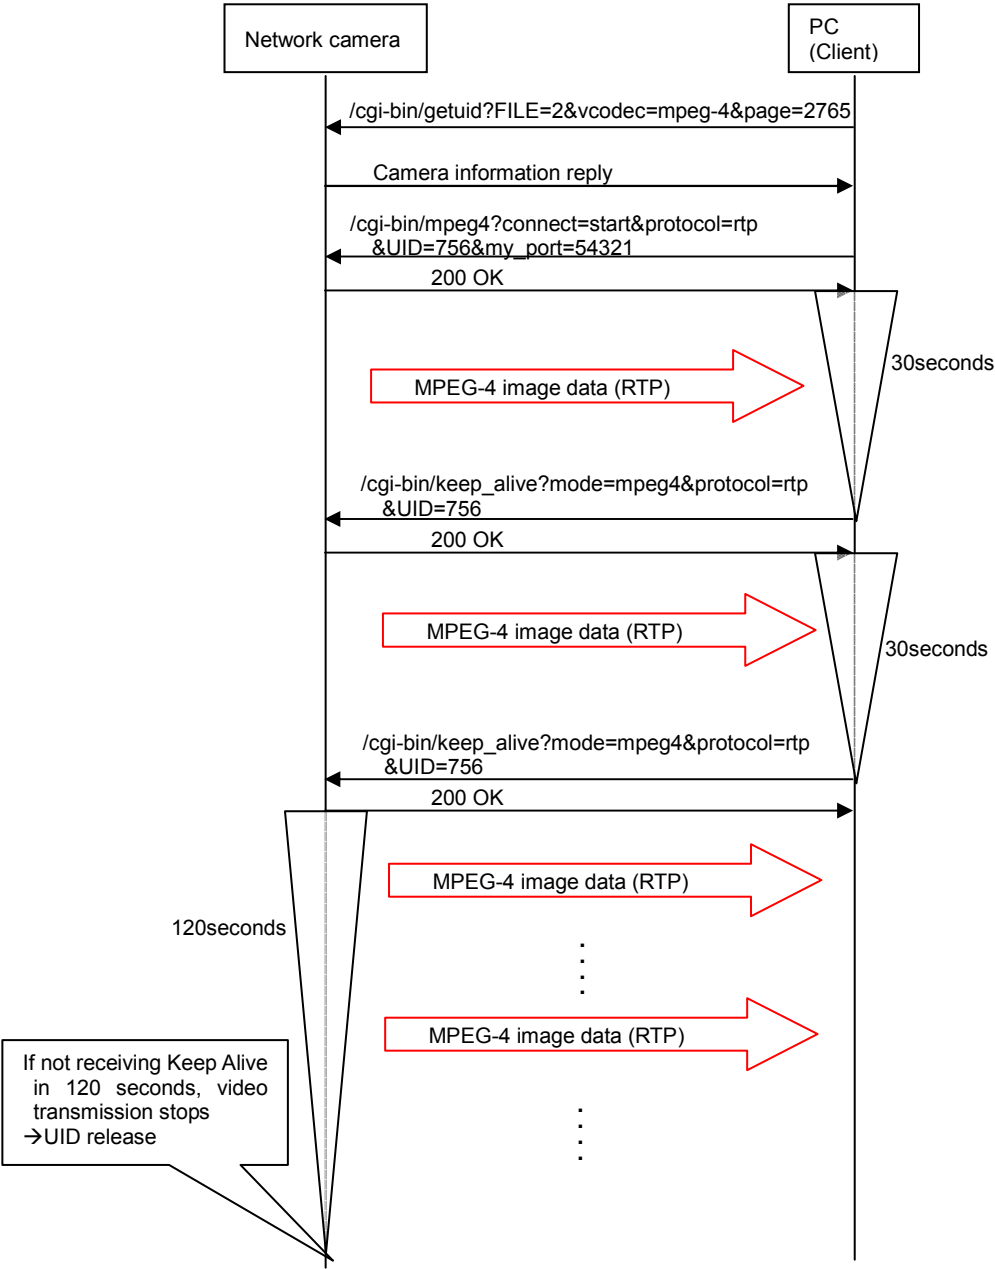 Network camera
PC
(Client)
/cgi-bin/getuid?FILE=2&vcodec=mpeg-4&page=2765
Camera information reply
/cgi-bin/mpeg4?connect=start&protocol=rtp
&UID=756&my_port=54321
200 OK
30seconds
MPEG-4 image data (RTP)
/cgi-bin/keep_alive?mode=mpeg4&protocol=rtp
&UID=756
200 OK
MPEG-4 image data (RTP)
30seconds
/cgi-bin/keep_alive?mode=mpeg4&protocol=rtp
&UID=756
200 OK
MPEG-4 image data (RTP)
120seconds
MPEG-4 image data (RTP)
If not receiving Keep Alive
in 120 seconds, video
transmission stops
→UID release